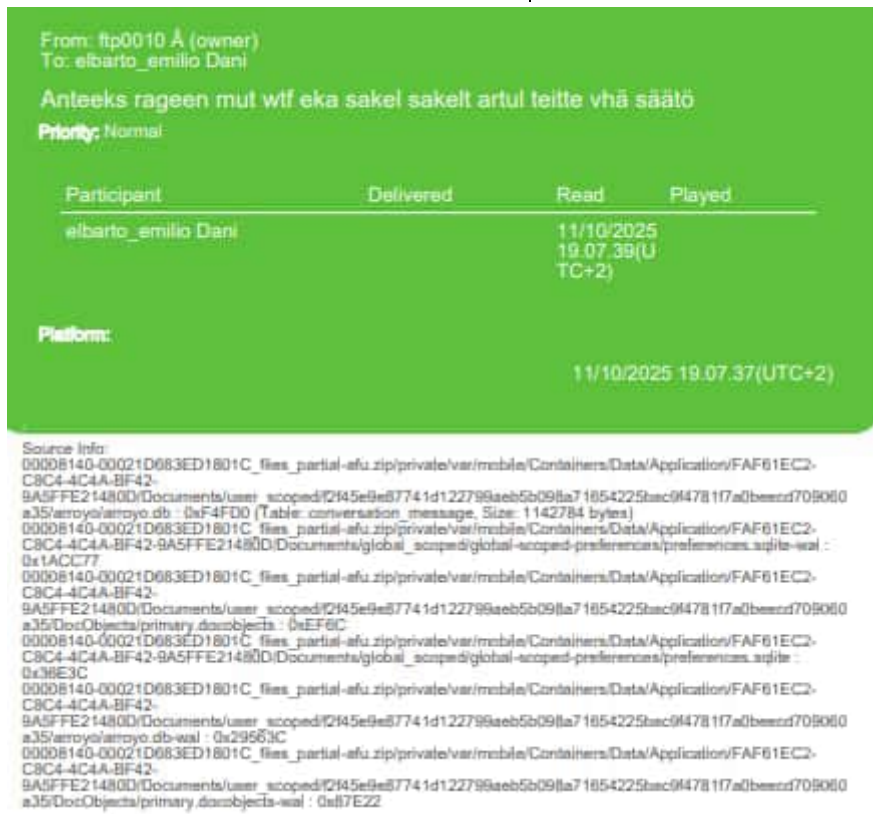 From: ftp0010 Å (owner)
To: elbarto_emilio Dani
Anteeks rageen mut wtf eka sakel sakelt artul teitte vhä säätö
Priority: Normal
Participant Delivered Read Played
elbarto_emilio Dani 11/10/2025
19.07.39(U
TC+2)
Platform:
11/10/2025 19.07.37(UTC+2)
Source Info:
00008140-00021D683ED1801C_files_partial-afu.zip/private/var/mobile/Containers/Data/Application/FAF61EC2-
C8C4-4C4A-BF42-
9A5FFE21480D/Documents/user_scoped/f2f45e9e87741d122799aeb5b098a71654225bac9f4781f7a0beecd709060
a35/arroyo/arroyo.db : 0xF4FD0 (Table: conversation_message, Size: 1142784 bytes)
00008140-00021D683ED1801C_files_partial-afu.zip/private/var/mobile/Containers/Data/Application/FAF61EC2-
C8C4-4C4A-BF42-9A5FFE21480D/Documents/global_scoped/global-scoped-preferences/preferences.sqlite-wal :
0x1ACC77
00008140-00021D683ED1801C_files_partial-afu.zip/private/var/mobile/Containers/Data/Application/FAF61EC2-
C8C4-4C4A-BF42-
9A5FFE21480D/Documents/user_scoped/f2f45e9e87741d122799aeb5b098a71654225bac9f4781f7a0beecd709060
a35/DocObjects/primary.docobjects : 0xEF6C
00008140-00021D683ED1801C_files_partial-afu.zip/private/var/mobile/Containers/Data/Application/FAF61EC2-
C8C4-4C4A-BF42-9A5FFE21480D/Documents/global_scoped/global-scoped-preferences/preferences.sqlite :
0x36E3C
00008140-00021D683ED1801C_files_partial-afu.zip/private/var/mobile/Containers/Data/Application/FAF61EC2-
C8C4-4C4A-BF42-
9A5FFE21480D/Documents/user_scoped/f2f45e9e87741d122799aeb5b098a71654225bac9f4781f7a0beecd709060
a35/arroyo/arroyo.db-wal : 0x29563C
00008140-00021D683ED1801C_files_partial-afu.zip/private/var/mobile/Containers/Data/Application/FAF61EC2-
C8C4-4C4A-BF42-
9A5FFE21480D/Documents/user_scoped/f2f45e9e87741d122799aeb5b098a71654225bac9f4781f7a0beecd709060
a35/DocObjects/primary.docobjects-wal : 0x87E22